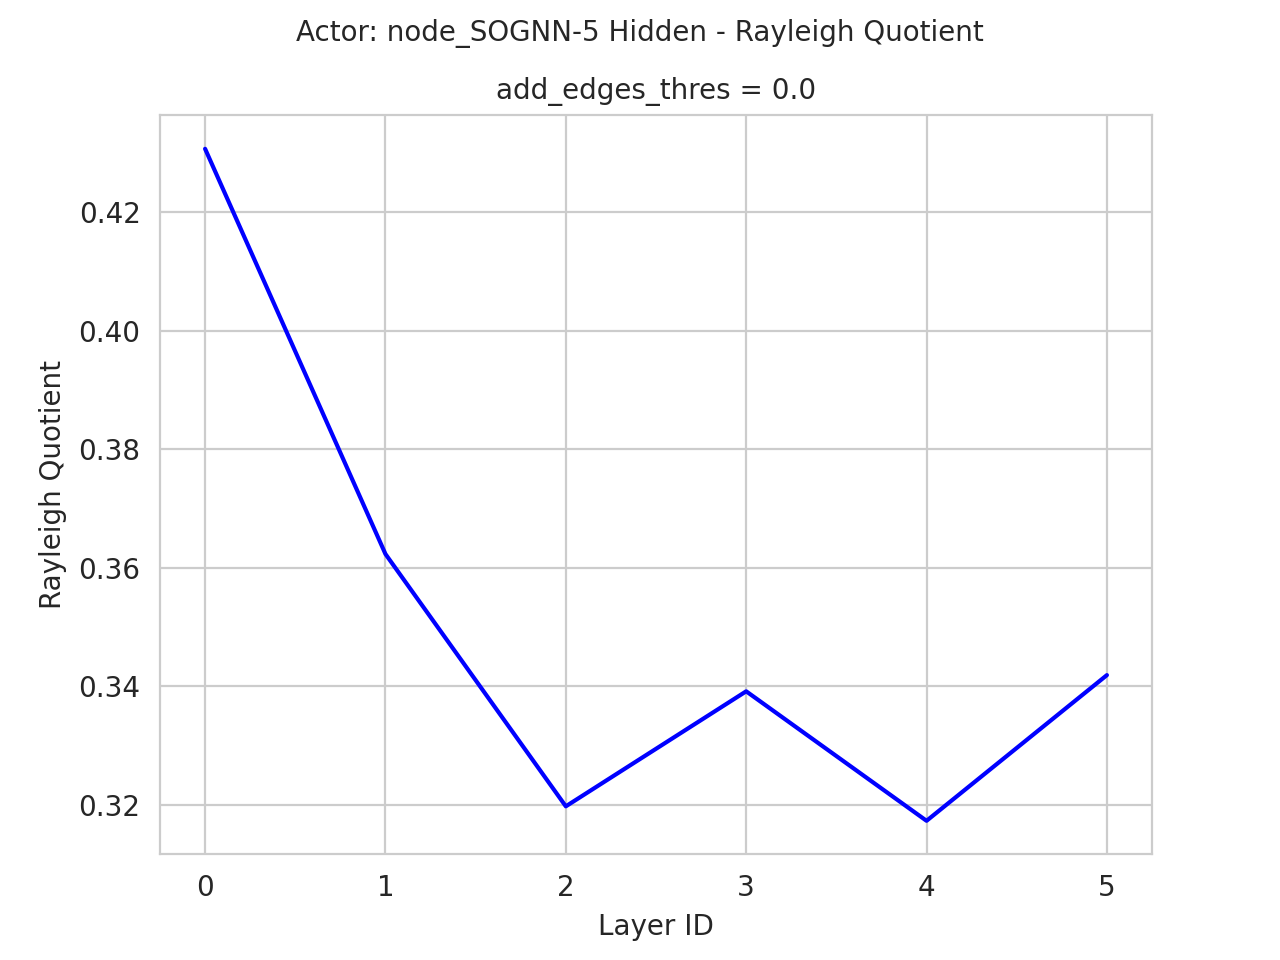 Actor: node_SOGNN-5 Hidden - Rayleigh Quotient
add_edges_thres = 0.0
0.42
0.40
0.38
0.36
0.34
0.32
Rayleigh Quotient
0 1 2 3 4 5
Layer ID